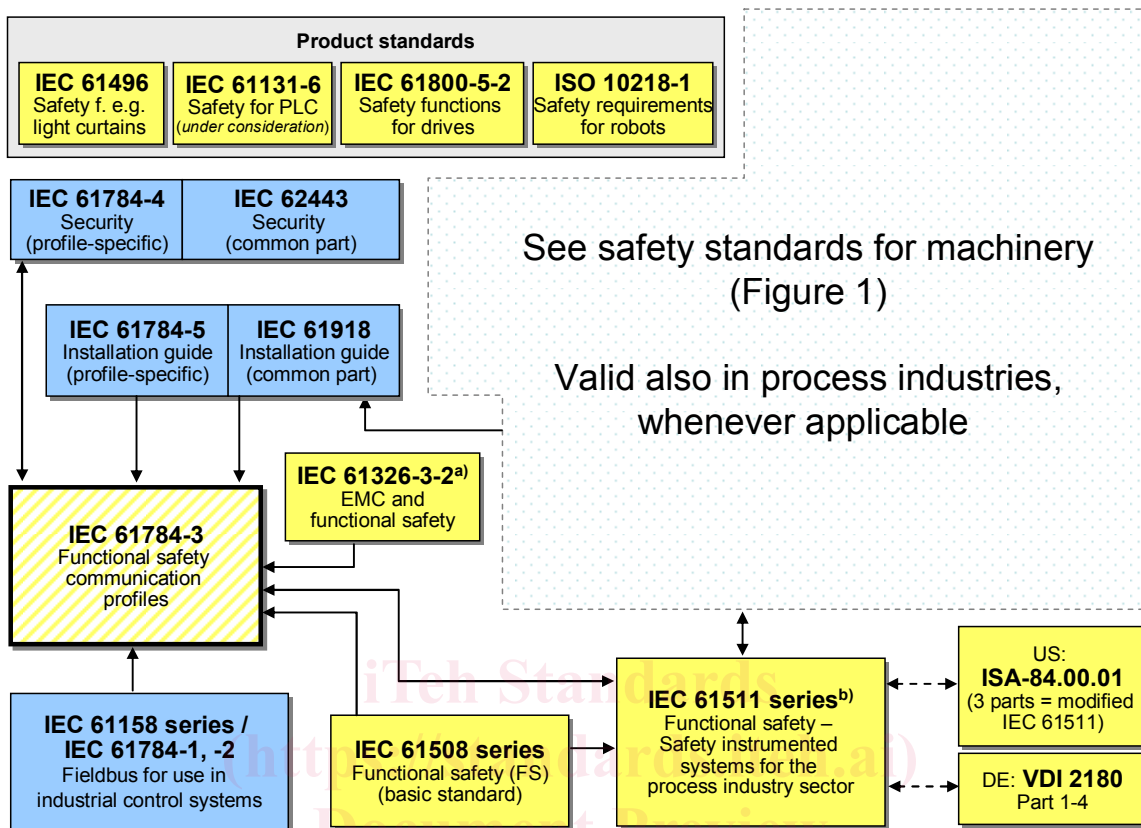 Product standards
IEC 61496
Safety f. e.g.
light curtains
IEC 61131-6
Safety for PLC
(under consideration)
IEC 61800-5-2
Safety functions
for drives
ISO 10218-1
Safety requirements
for robots
IEC 61784-4
Security
(profile-specific)
IEC 62443
Security
(common part)
See safety standards for machinery
(Figure 1)
Valid also in process industries,
whenever applicable
IEC 61784-5
Installation guide
(profile-specific)
IEC 61918
Installation guide
(common part)
IEC 61326-3-2a)
EMC and
functional safety
IEC 61784-3
Functional safety
communication
profiles
IEC 61158 series /
IEC 61784-1, -2
Fieldbus for use in
industrial control systems
IEC 61508 series
Functional safety (FS)
(basic standard)
IEC 61511 seriesb)
Functional safety –
Safety instrumented
systems for the
process industry sector
US:
ISA-84.00.01
(3 parts = modified
IEC 61511)
DE: VDI 2180
Part 1-4
iTeh Standards
Document Preview